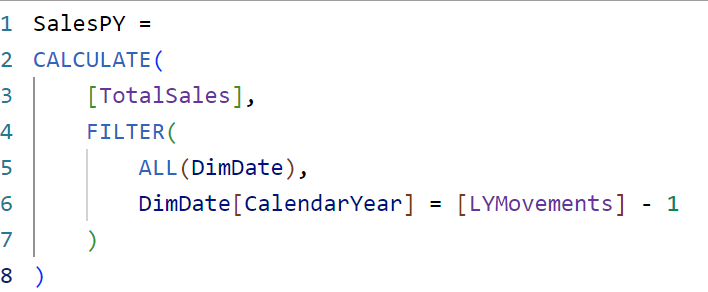 1 SalesPY =
2 CALCULATE(
3     [TotalSales],
4     FILTER(
5         ALL(DimDate),
6         DimDate[CalendarYear] = [LYMovements] - 1
7     )
8 )